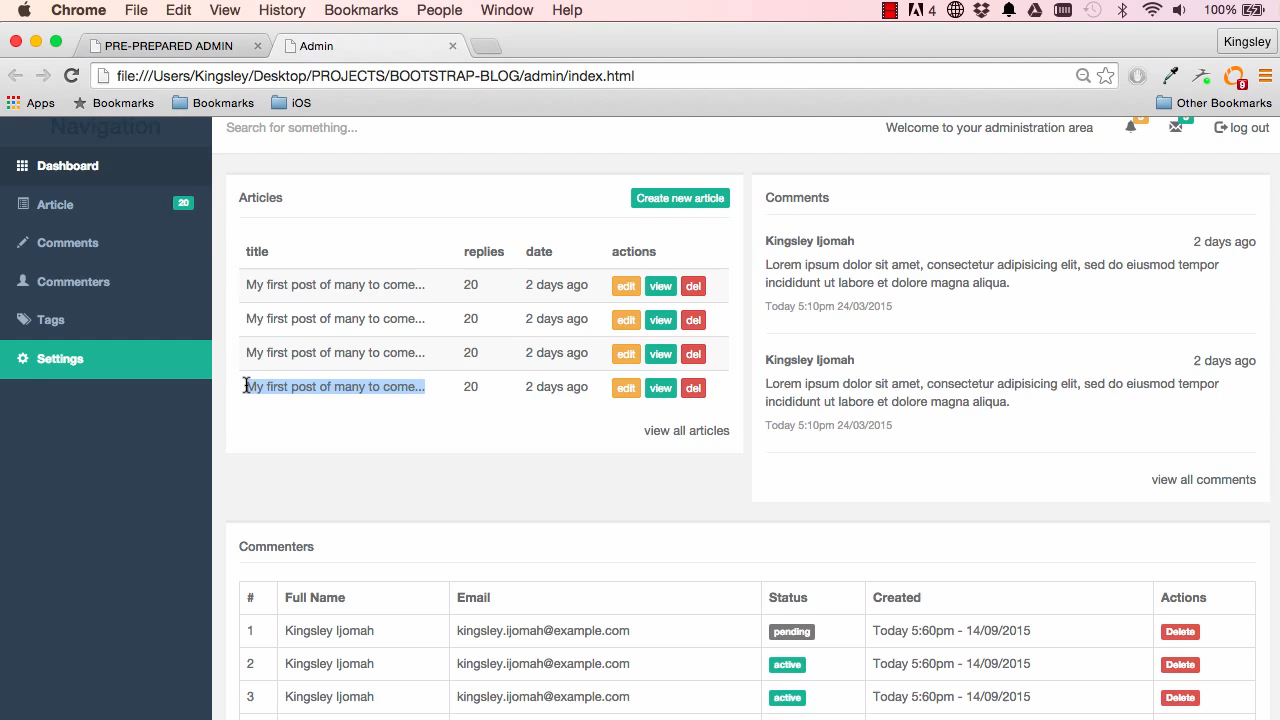 Chrome File Edit View History Bookmarks People Window Help 4 100%
PRE-PREPARED ADMIN Admin Kingsley
file:///Users/Kingsley/Desktop/PROJECTS/BOOTSTRAP-BLOG/admin/index.html 9
Apps Bookmarks Bookmarks iOS Other Bookmarks
Navigation
Dashboard
Article 20
Comments
Commenters
Tags
Settings
Search for something... Welcome to your administration area log out
Articles Create new article
title replies date actions
My first post of many to come... 20 2 days ago edit view del
My first post of many to come... 20 2 days ago edit view del
My first post of many to come... 20 2 days ago edit view del
My first post of many to come... 20 2 days ago edit view del
view all articles
Comments
Kingsley Ijomah 2 days ago
Lorem ipsum dolor sit amet, consectetur adipisicing elit, sed do eiusmod tempor
incididunt ut labore et dolore magna aliqua.
Today 5:10pm 24/03/2015
Kingsley Ijomah 2 days ago
Lorem ipsum dolor sit amet, consectetur adipisicing elit, sed do eiusmod tempor
incididunt ut labore et dolore magna aliqua.
Today 5:10pm 24/03/2015
view all comments
Commenters
# Full Name Email Status Created Actions
1 Kingsley Ijomah kingsley.ijomah@example.com pending Today 5:60pm - 14/09/2015 Delete
2 Kingsley Ijomah kingsley.ijomah@example.com active Today 5:60pm - 14/09/2015 Delete
3 Kingsley Ijomah kingsley.ijomah@example.com active Today 5:60pm - 14/09/2015 Delete